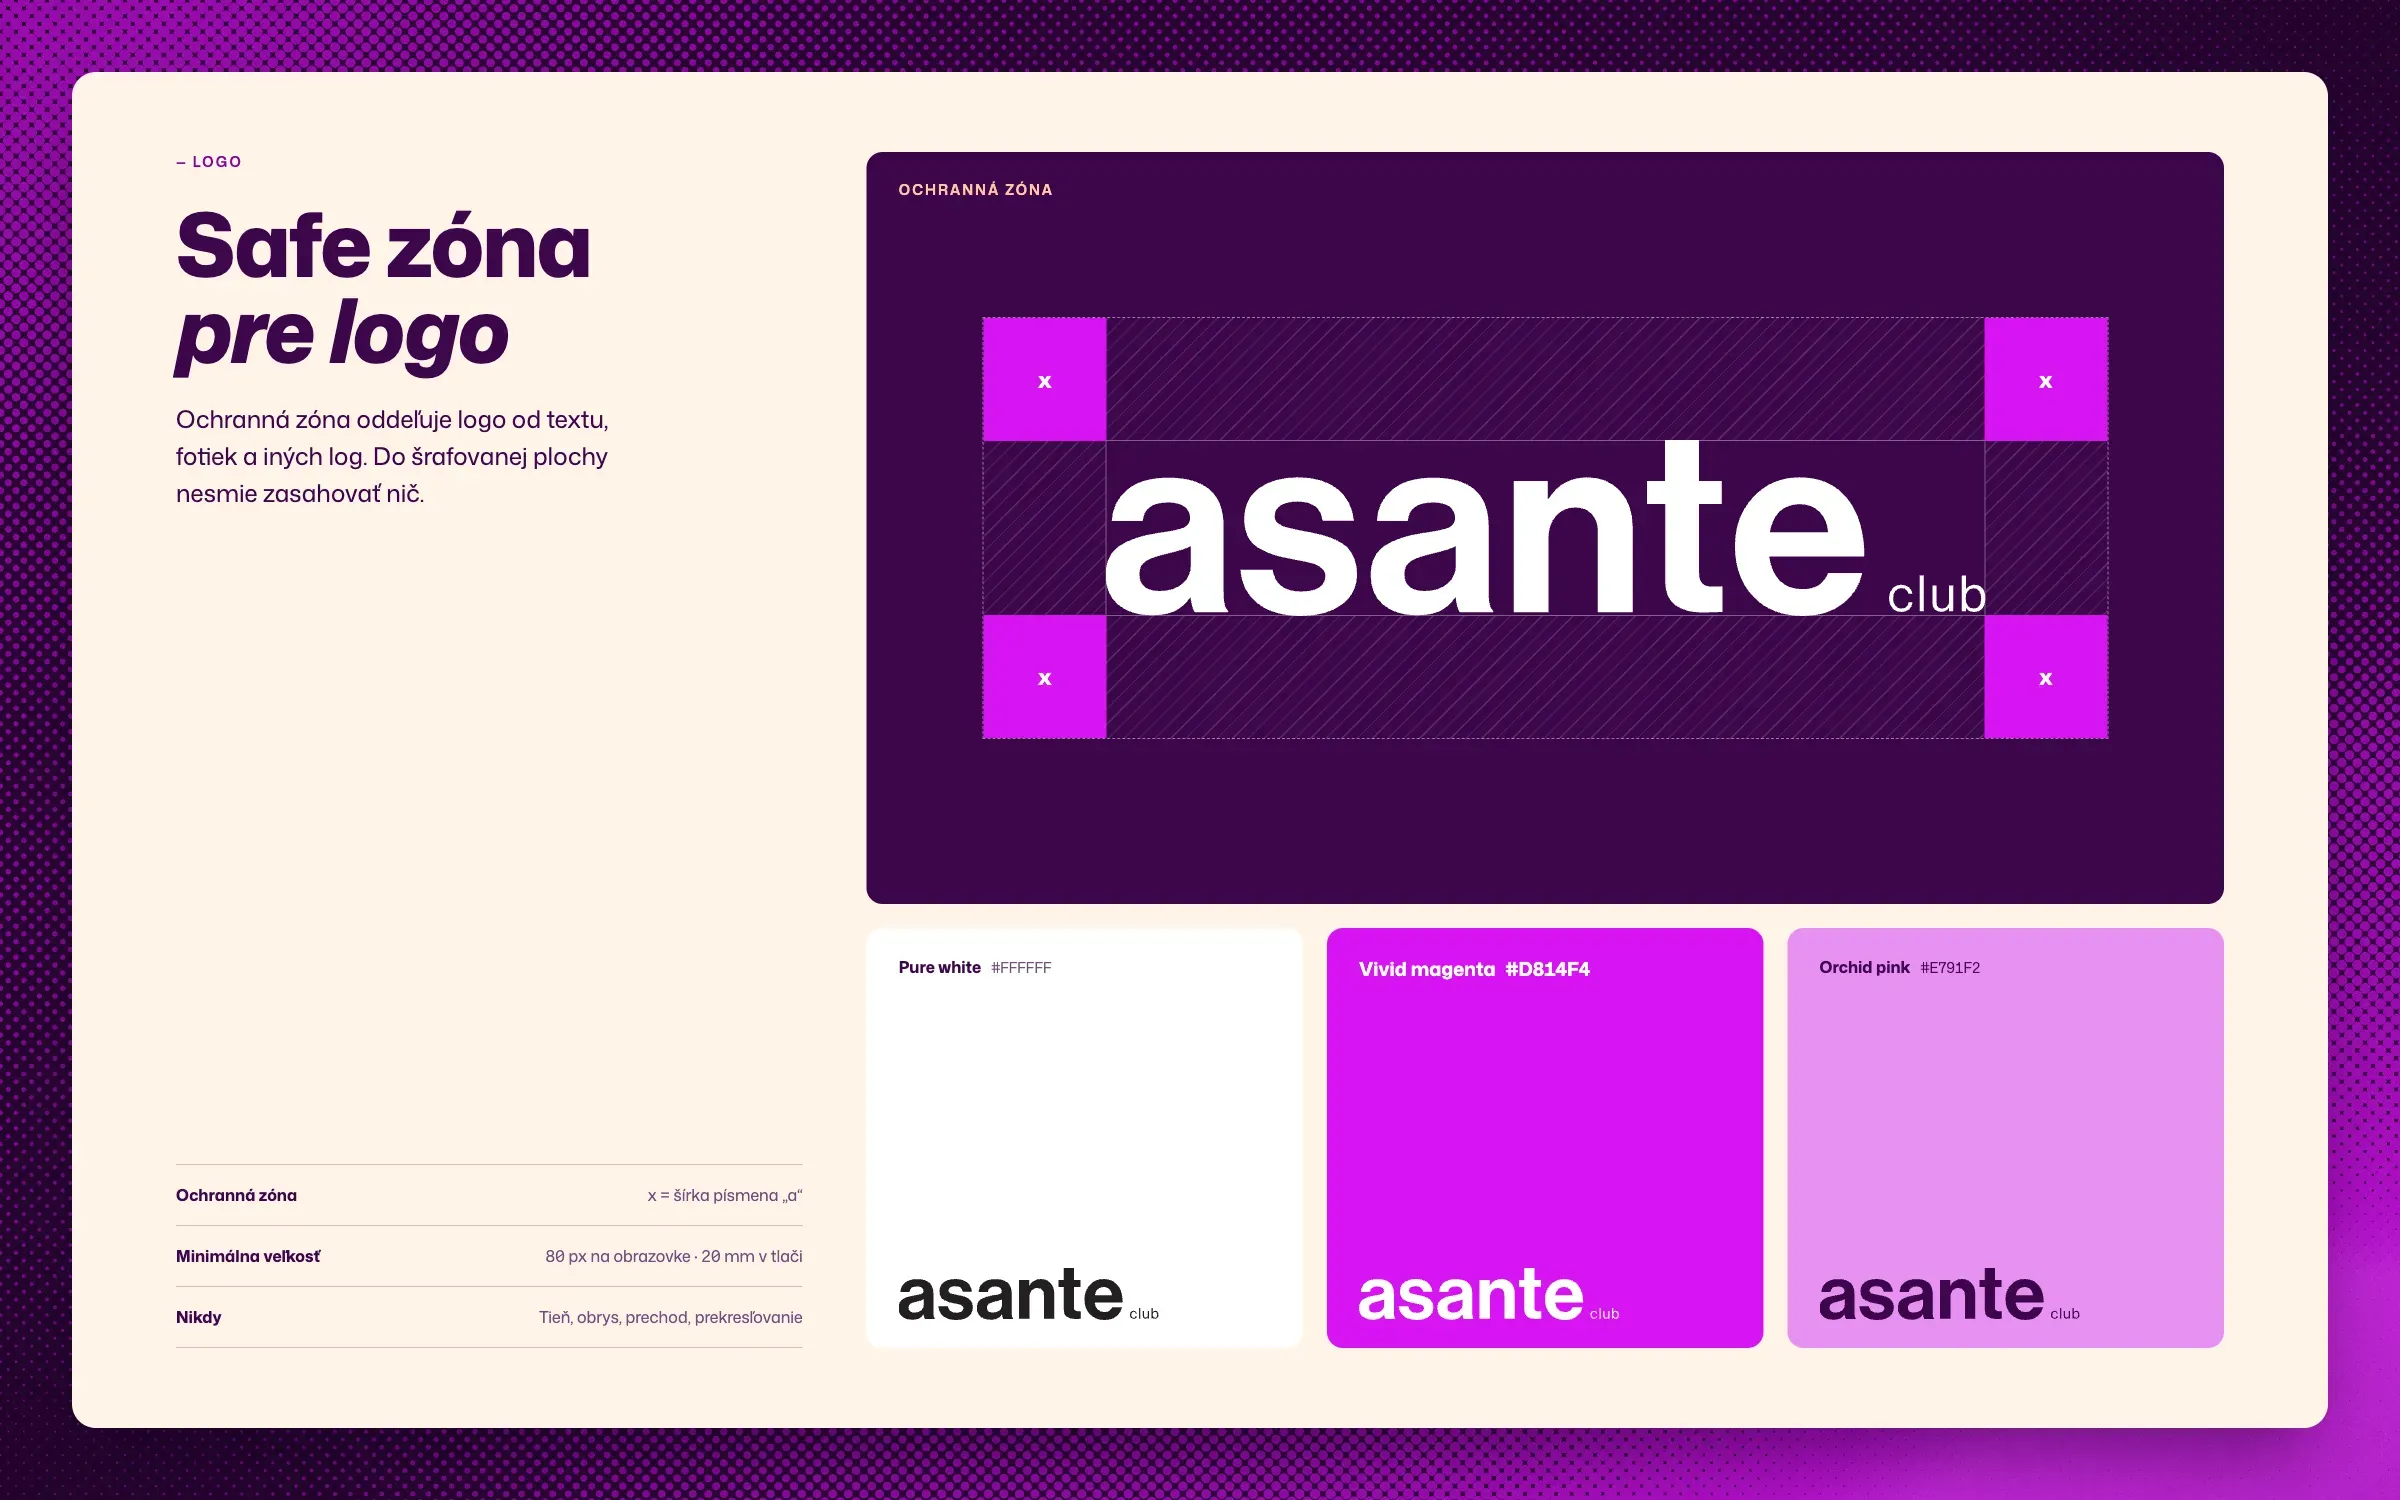 – LOGO
Safe zóna
pre logo
Ochranná zóna oddeľuje logo od textu,
fotiek a iných log. Do šrafovanej plochy
nesmie zasahovať nič.
Ochranná zóna x = šírka písmena „a“
Minimálna veľkosť 80 px na obrazovke · 20 mm v tlači
Nikdy Tieň, obrys, prechod, prekresľovanie
OCHRANNÁ ZÓNA
x x
asante club
x x
Pure white #FFFFFF
asante club
Vivid magenta #D814F4
asante club
Orchid pink #E791F2
asante club